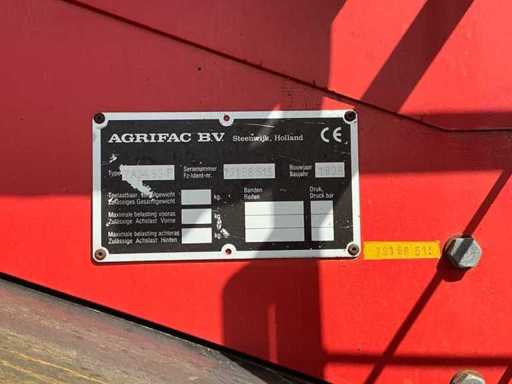 AGRIFAC B.V. Steenwijk, Holland CE
Type Serienummer Bouwjaar
Fz-Ident-nr. Baujahr
Toelaatbaar totaalgewicht kg. Banden Druk,
Zulässiges Gesamtgewicht Reifen Druck bar
Maximale belasting vooras kg.
Zulässige Achslast Vorne
Maximale belasting achteras kg.
Zulässige Achslast Hinten